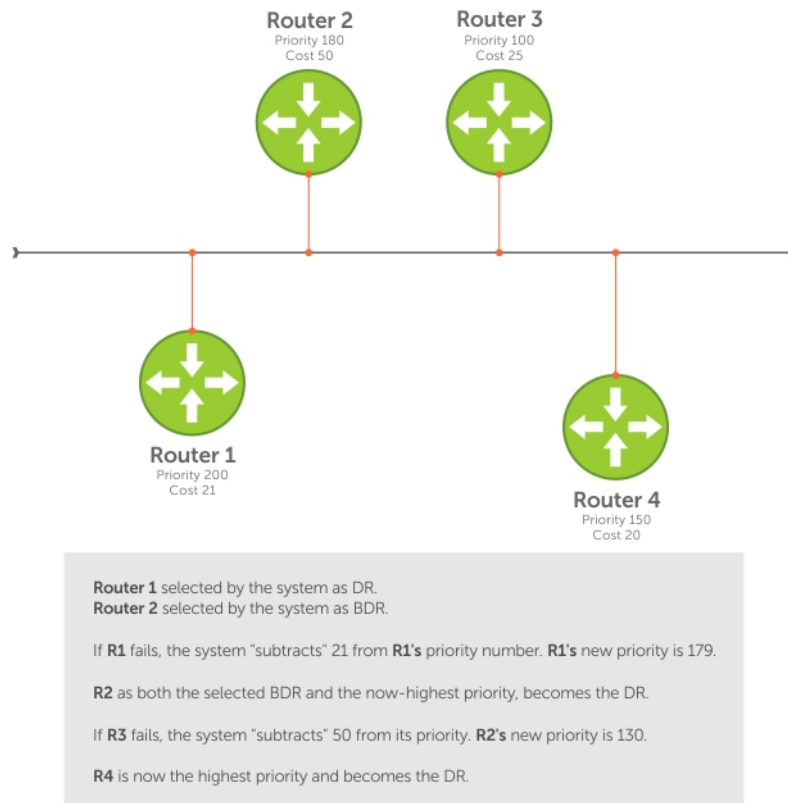 Router 2
Priority 180
Cost 50
Router 3
Priority 100
Cost 25
Router 1
Priority 200
Cost 21
Router 4
Priority 150
Cost 20
Router 1 selected by the system as DR.
Router 2 selected by the system as BDR.
If R1 fails, the system "subtracts" 21 from R1's priority number. R1's new priority is 179.
R2 as both the selected BDR and the now-highest priority, becomes the DR.
If R3 fails, the system "subtracts" 50 from its priority. R2's new priority is 130.
R4 is now the highest priority and becomes the DR.